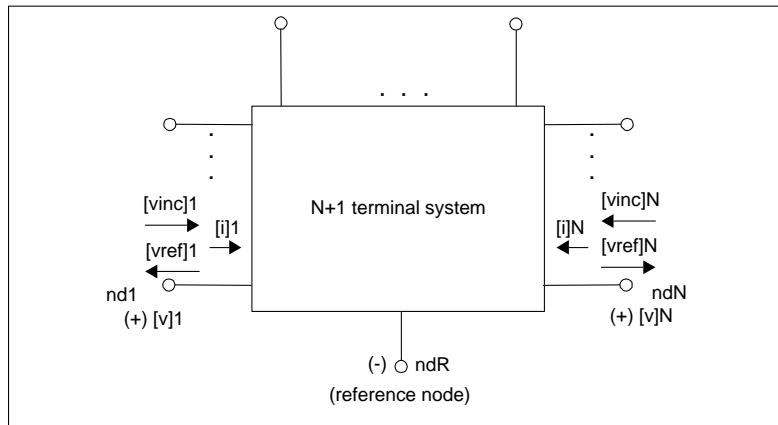 . . .
.
.
.
.
.
.
N+1 terminal system
[vinc]1
[vinc]N
[i]1
[i]N
[vref]1
[vref]N
nd1
ndN
(+) [v]1
(+) [v]N
(-)
ndR
(reference node)